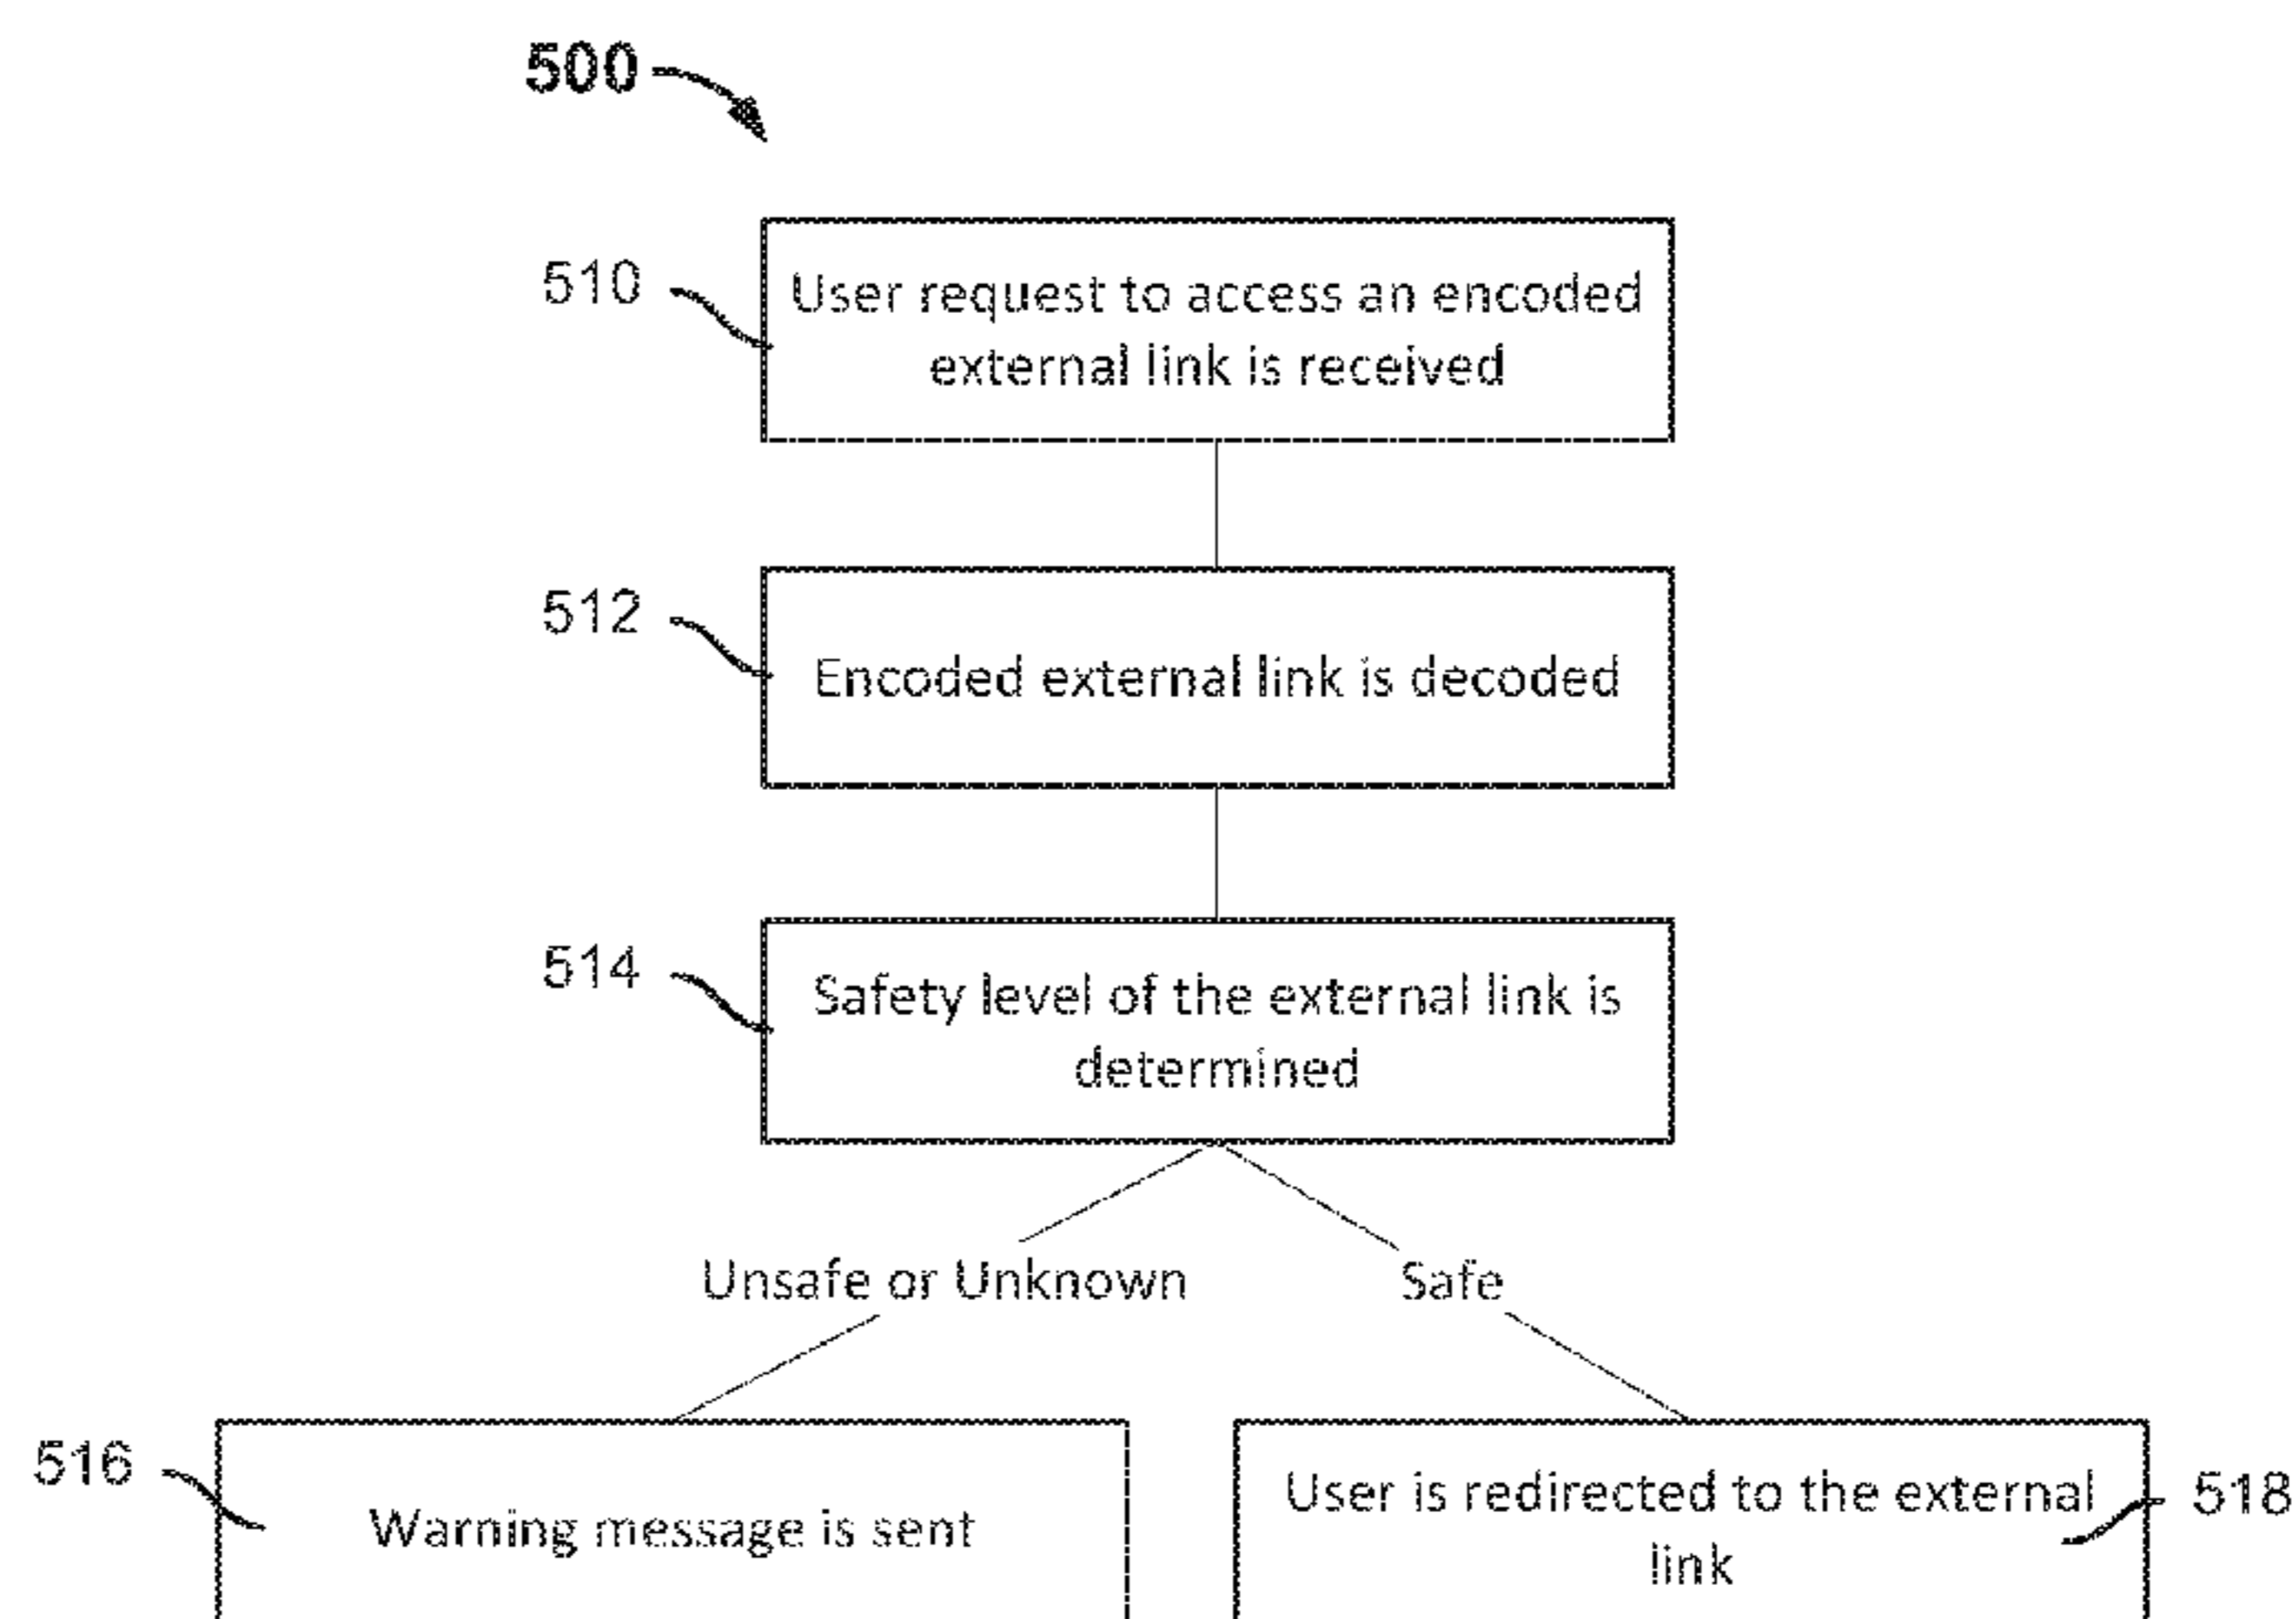 500
510
User request to access an encoded
external link is received
512
Encoded external link is decoded
514
Safety level of the external link is
determined
Unsafe or Unknown
Safe
516
Warning message is sent
User is redirected to the external
link
518